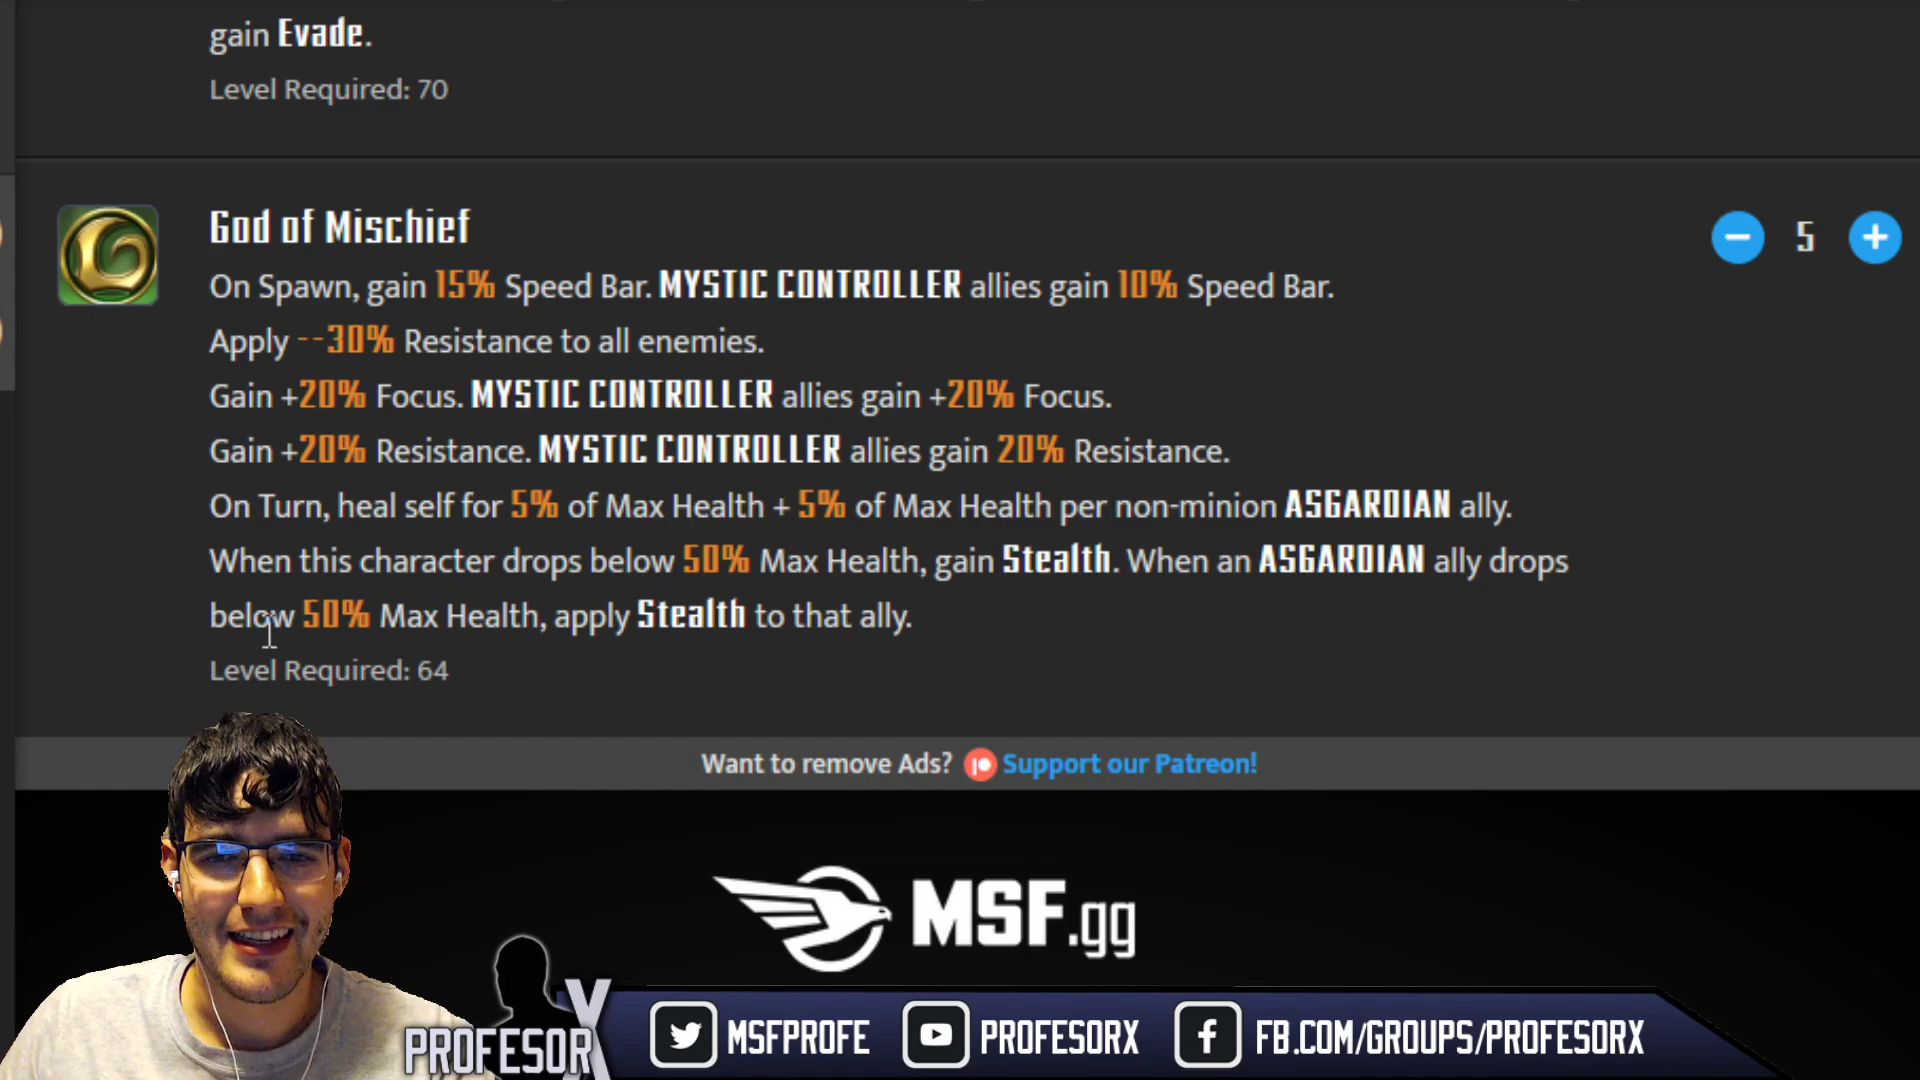 gain Evade.
Level Required: 70
God of Mischief
5
On Spawn, gain 15% Speed Bar. MYSTIC CONTROLLER allies gain 10% Speed Bar.
Apply --30% Resistance to all enemies.
Gain +20% Focus. MYSTIC CONTROLLER allies gain +20% Focus.
Gain +20% Resistance. MYSTIC CONTROLLER allies gain 20% Resistance.
On Turn, heal self for 5% of Max Health + 5% of Max Health per non-minion ASGARDIAN ally.
When this character drops below 50% Max Health, gain Stealth. When an ASGARDIAN ally drops
below 50% Max Health, apply Stealth to that ally.
Level Required: 64
Want to remove Ads? Support our Patreon!
MSF.gg
PROFESORX
MSFPROFE
PROFESORX
FB.COM/GROUPS/PROFESORX